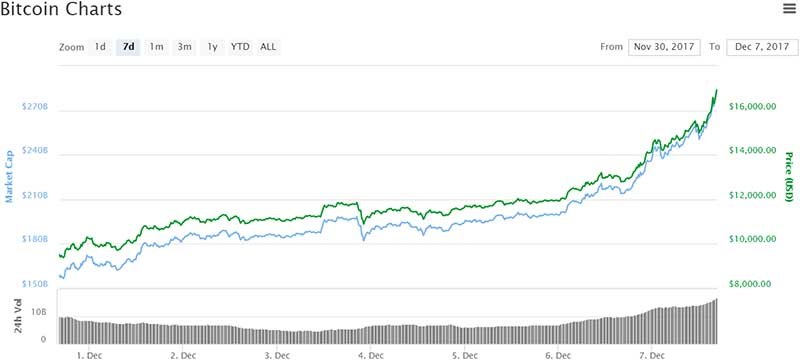 Bitcoin Charts
Zoom 1d 7d 1m 3m 1y YTD ALL From Nov 30, 2017 To Dec 7, 2017
$270B $16,000.00
$240B $14,000.00
$210B $12,000.00
$180B $10,000.00
$150B $8,000.00
Market Cap
Price (USD)
10B
0
24h Vol
1. Dec 2. Dec 3. Dec 4. Dec 5. Dec 6. Dec 7. Dec